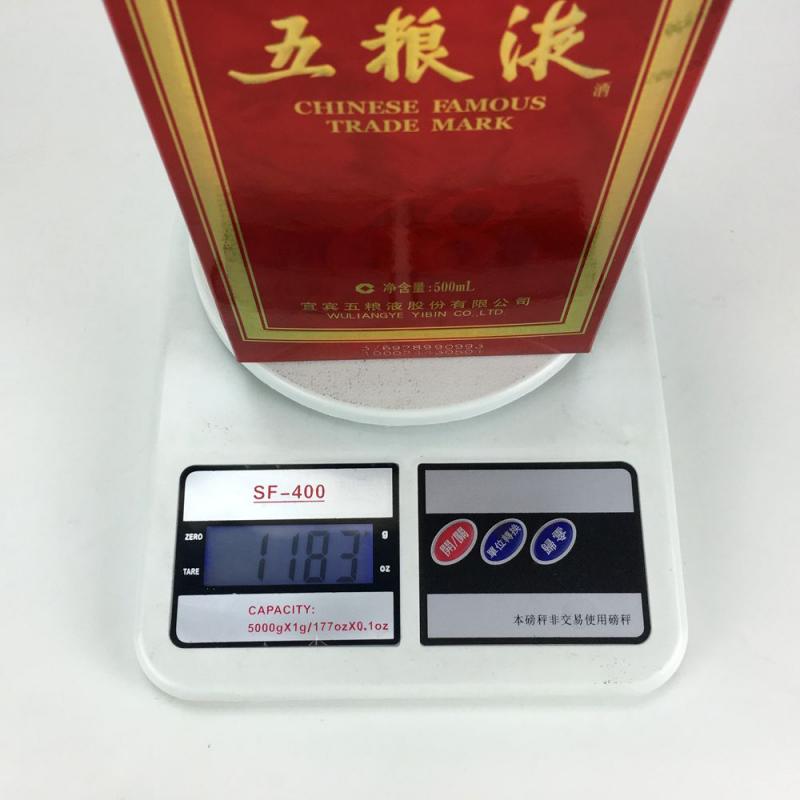 五粮液
酒
CHINESE FAMOUS
TRADE MARK
净含量:500mL
宜宾五粮液股份有限公司
WULIANGYE YIBIN CO.,LTD.
SF-400
ZERO
g
1183
TARE
oz
CAPACITY:
5000gX1g/177ozX0.1oz
開/關
單位轉換
歸零
本磅秤非交易使用磅秤